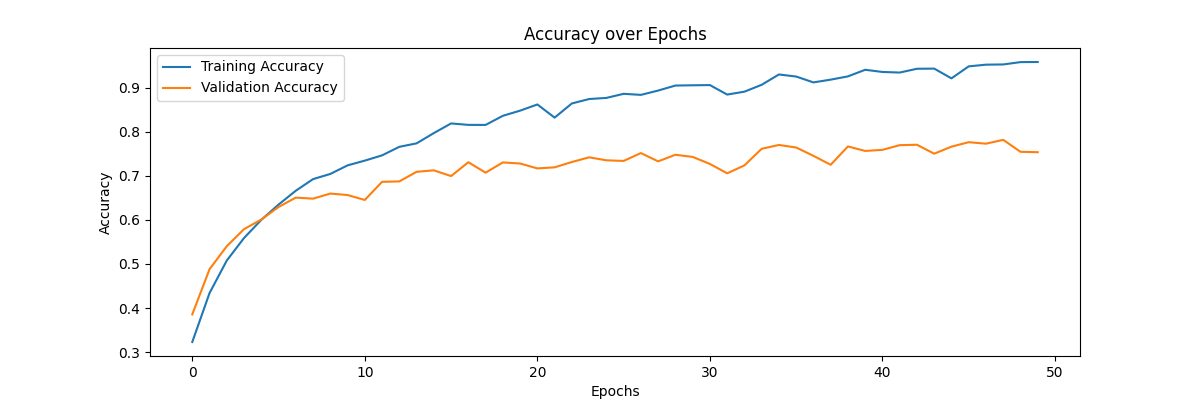 Accuracy over Epochs
Training Accuracy
Validation Accuracy
Accuracy
0.9
0.8
0.7
0.6
0.5
0.4
0.3
0 10 20 30 40 50
Epochs